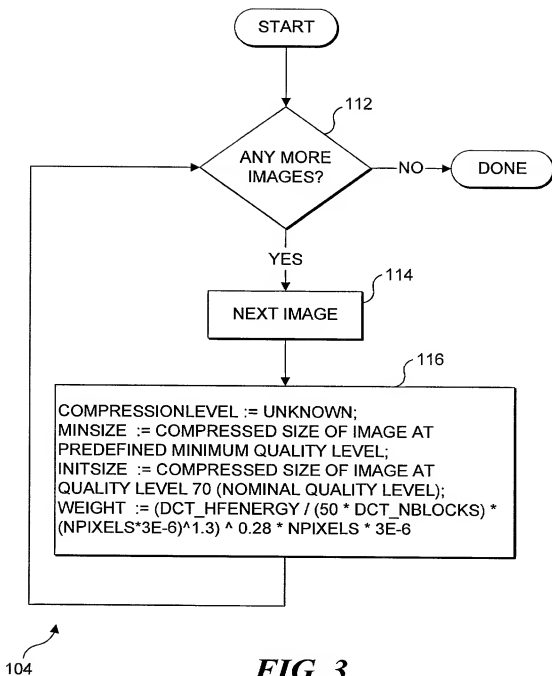 START
112
ANY MORE
IMAGES?
NO
DONE
YES
114
NEXT IMAGE
116
COMPRESSIONLEVEL := UNKNOWN;
MINSIZE := COMPRESSED SIZE OF IMAGE AT
PREDEFINED MINIMUM QUALITY LEVEL;
INITSIZE := COMPRESSED SIZE OF IMAGE AT
QUALITY LEVEL 70 (NOMINAL QUALITY LEVEL);
WEIGHT := (DCT_HFENERGY / (50 * DCT_NBLOCKS) *
(NPIXELS*3E-6)^1.3) ^ 0.28 * NPIXELS * 3E-6
104
FIG. 3